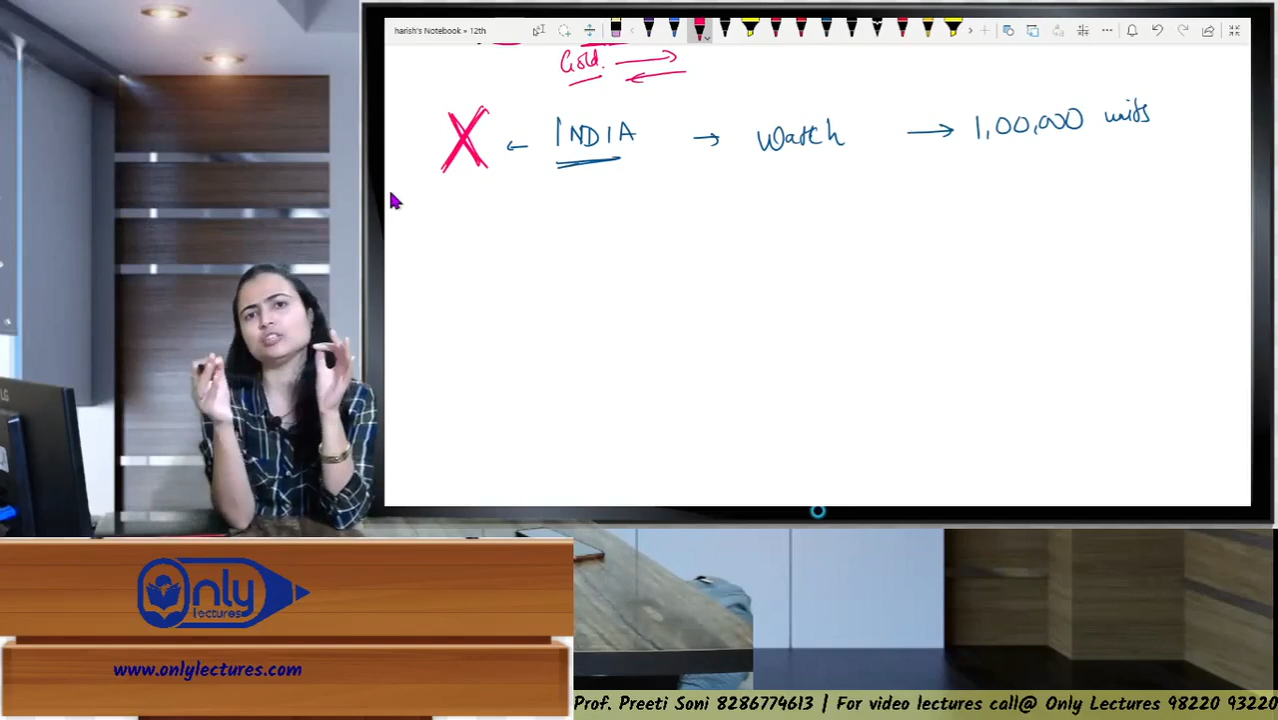 harish's Notebook » 12th
Gold. → ←
X ← INDIA → Watch → 1,00,000 units
LG
Only
lectures
www.onlylectures.com
Prof. Preeti Soni 8286774613 | For video lectures call@ Only Lectures 98220 93220